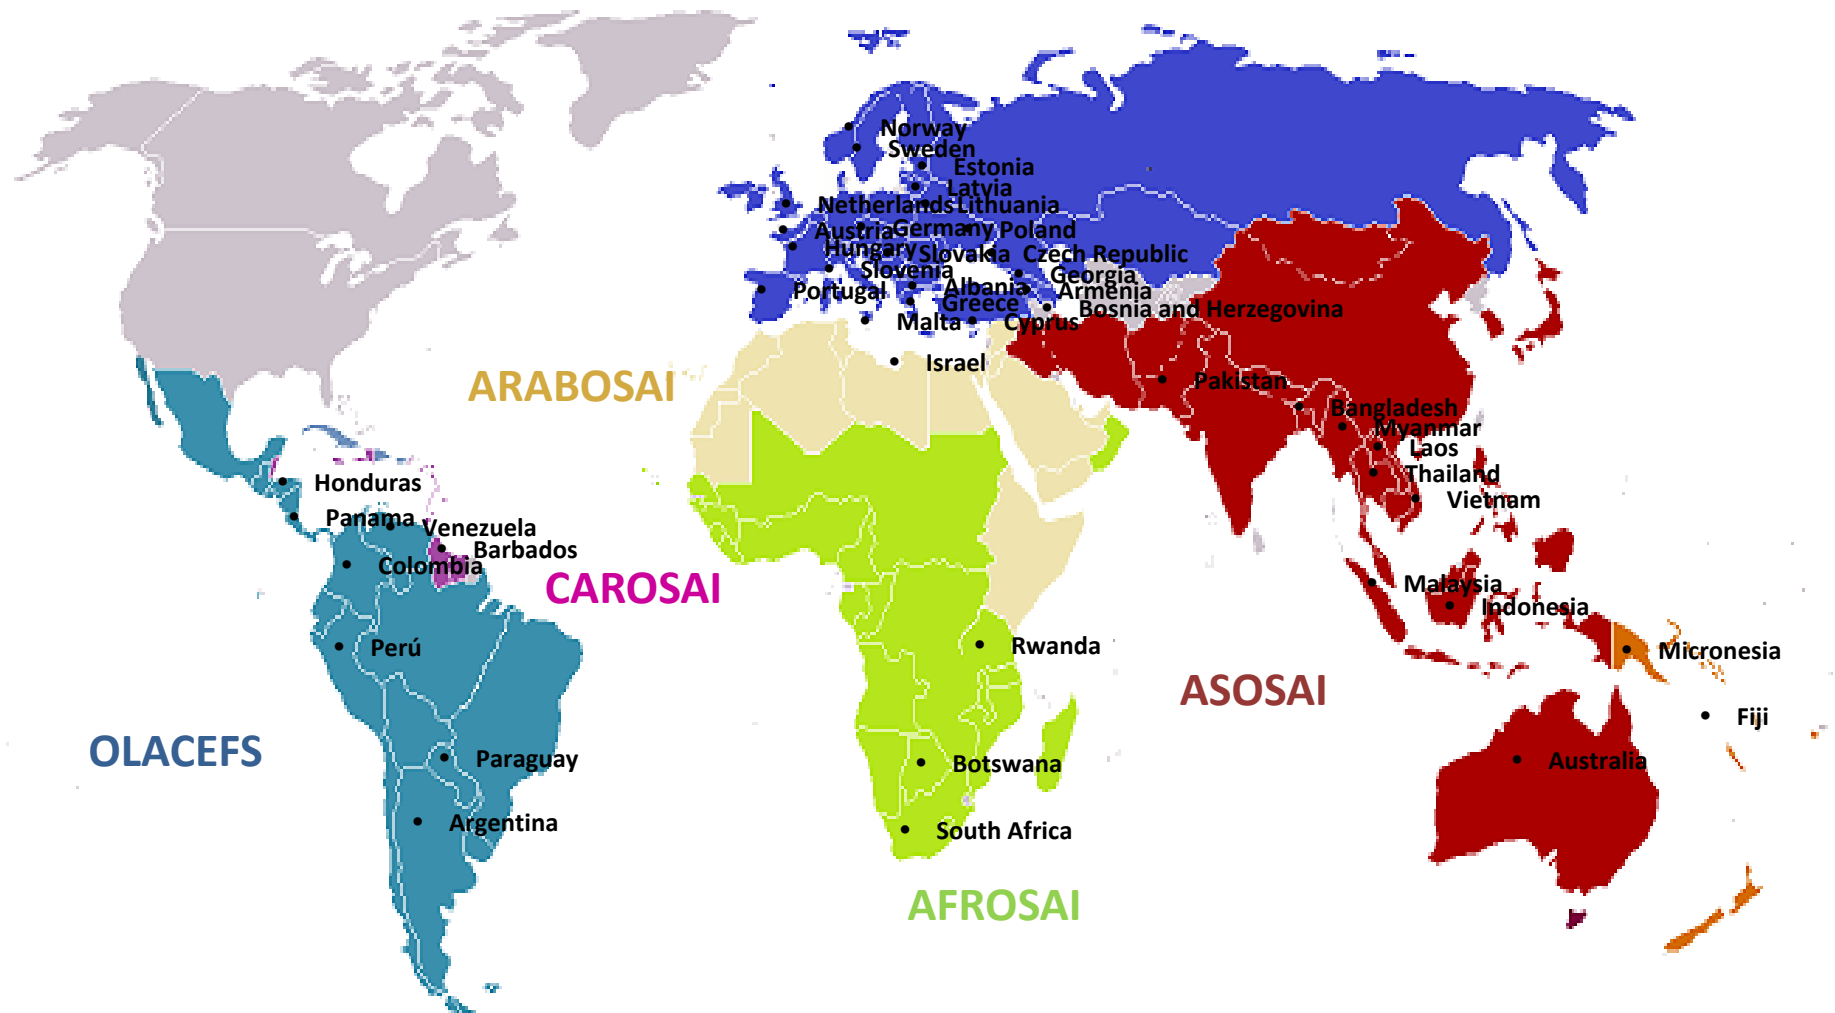 Norway
Sweden
Estonia
Latvia
Netherlands Lithuania
Austria Germany Poland
Hungary Slovakia Czech Republic
Slovenia Georgia
Portugal Albania Armenia
Greece Bosnia and Herzegovina
Malta Cyprus
Israel
ARABOSAI
Pakistan
Bangladesh
Myanmar
Laos
Thailand
Honduras
Vietnam
Panama
Venezuela
Barbados
Colombia
CAROSAI
Malaysia
Indonesia
Perú
Rwanda
Micronesia
ASOSAI
Fiji
OLACEFS
Paraguay
Botswana
Australia
Argentina
South Africa
AFROSAI